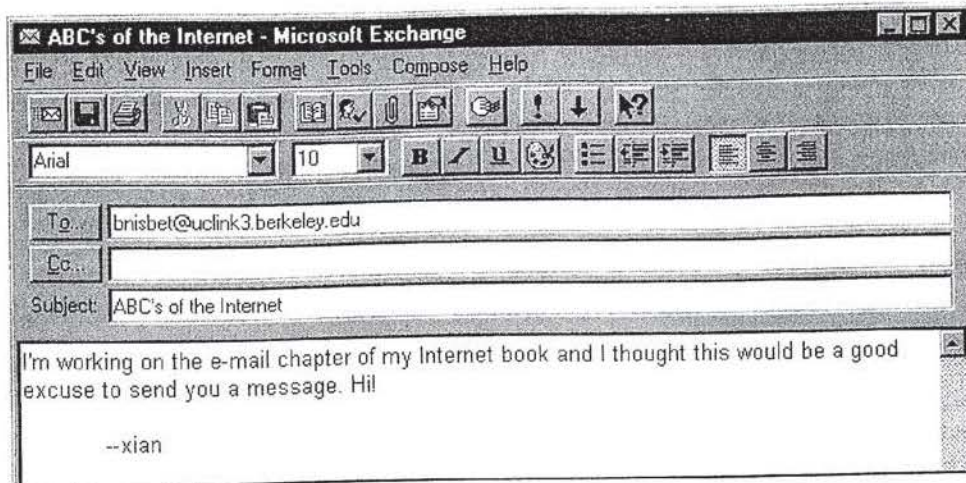 ABC's of the Internet - Microsoft Exchange
File Edit View Insert Format Tools Compose Help
Arial 10 B I U
To... bnisbet@uclink3.berkeley.edu
Cc...
Subject: ABC's of the Internet
I'm working on the e-mail chapter of my Internet book and I thought this would be a good
excuse to send you a message. Hi!
--xian